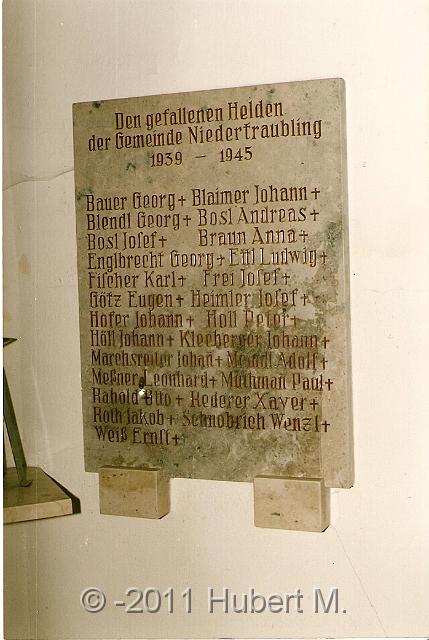 Den gefallenen Helden
der Gemeinde Niedertraubling
1939 – 1945
Bauer Georg + Blaimer Johann +
Blendl Georg + Bosl Andreas +
Bosl Josef + Braun Anna +
Englbrecht Georg + Ettl Ludwig +
Fischer Karl + Frei Josef +
Götz Eugen + Heimler Josef +
Hofer Johann + Holl Peter +
Höll Johann + Kleeberger Johann +
Marchsreiter Johañ + Meindl Adolf +
Meßner Leonhard + Muthman Paul +
Rabold Otto + Rederer Xaver +
Roth Jakob + Schnobrich Wenzl +
Weiß Ernst +
© -2011 Hubert M.